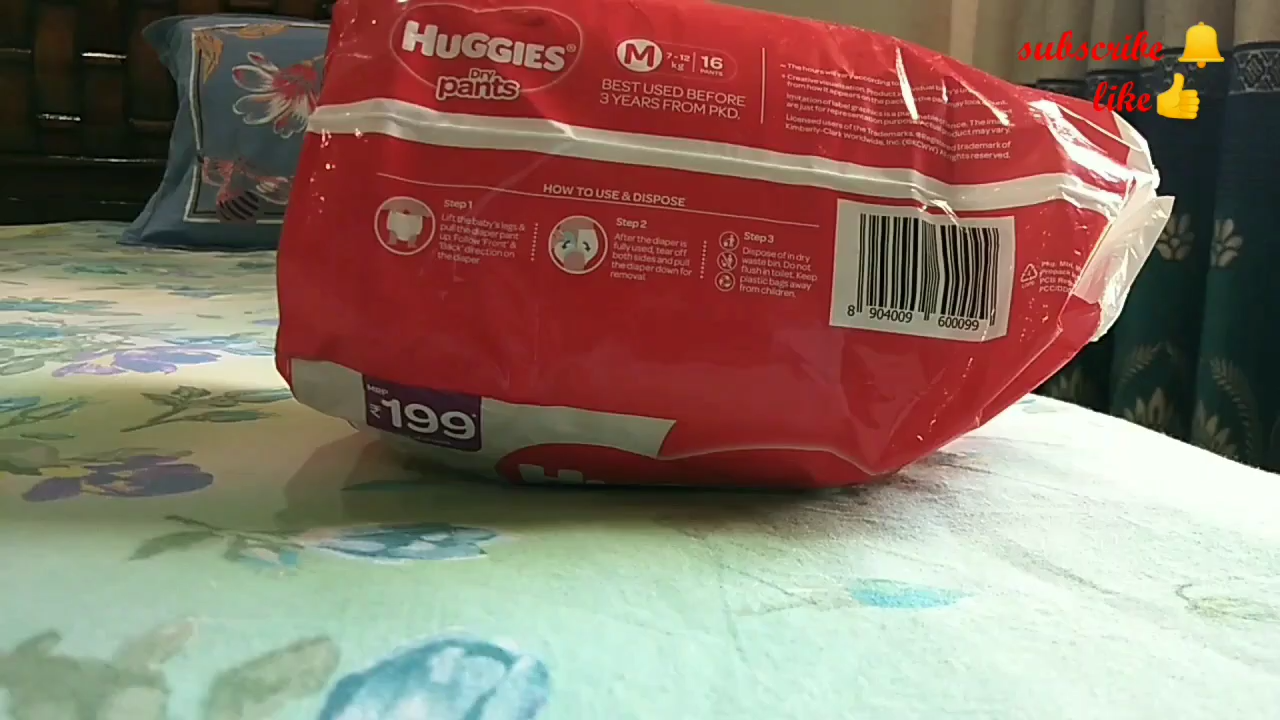 HUGGIES®
Dry
pants
M 7-12 kg 16 PANTS
BEST USED BEFORE
3 YEARS FROM PKD.
subscribe
like
HOW TO USE & DISPOSE
Step 1
Lift the baby's legs &
pull the diaper pant
up. Follow 'Front' &
'Back' direction on
the diaper.
Step 2
After the diaper is
fully used, tear off
both sides and pull
the diaper down for
removal.
Step 3
Dispose of in dry
waste bin. Do not
flush in toilet. Keep
plastic bags away
from children.
8 904009 600099
MRP
₹199*